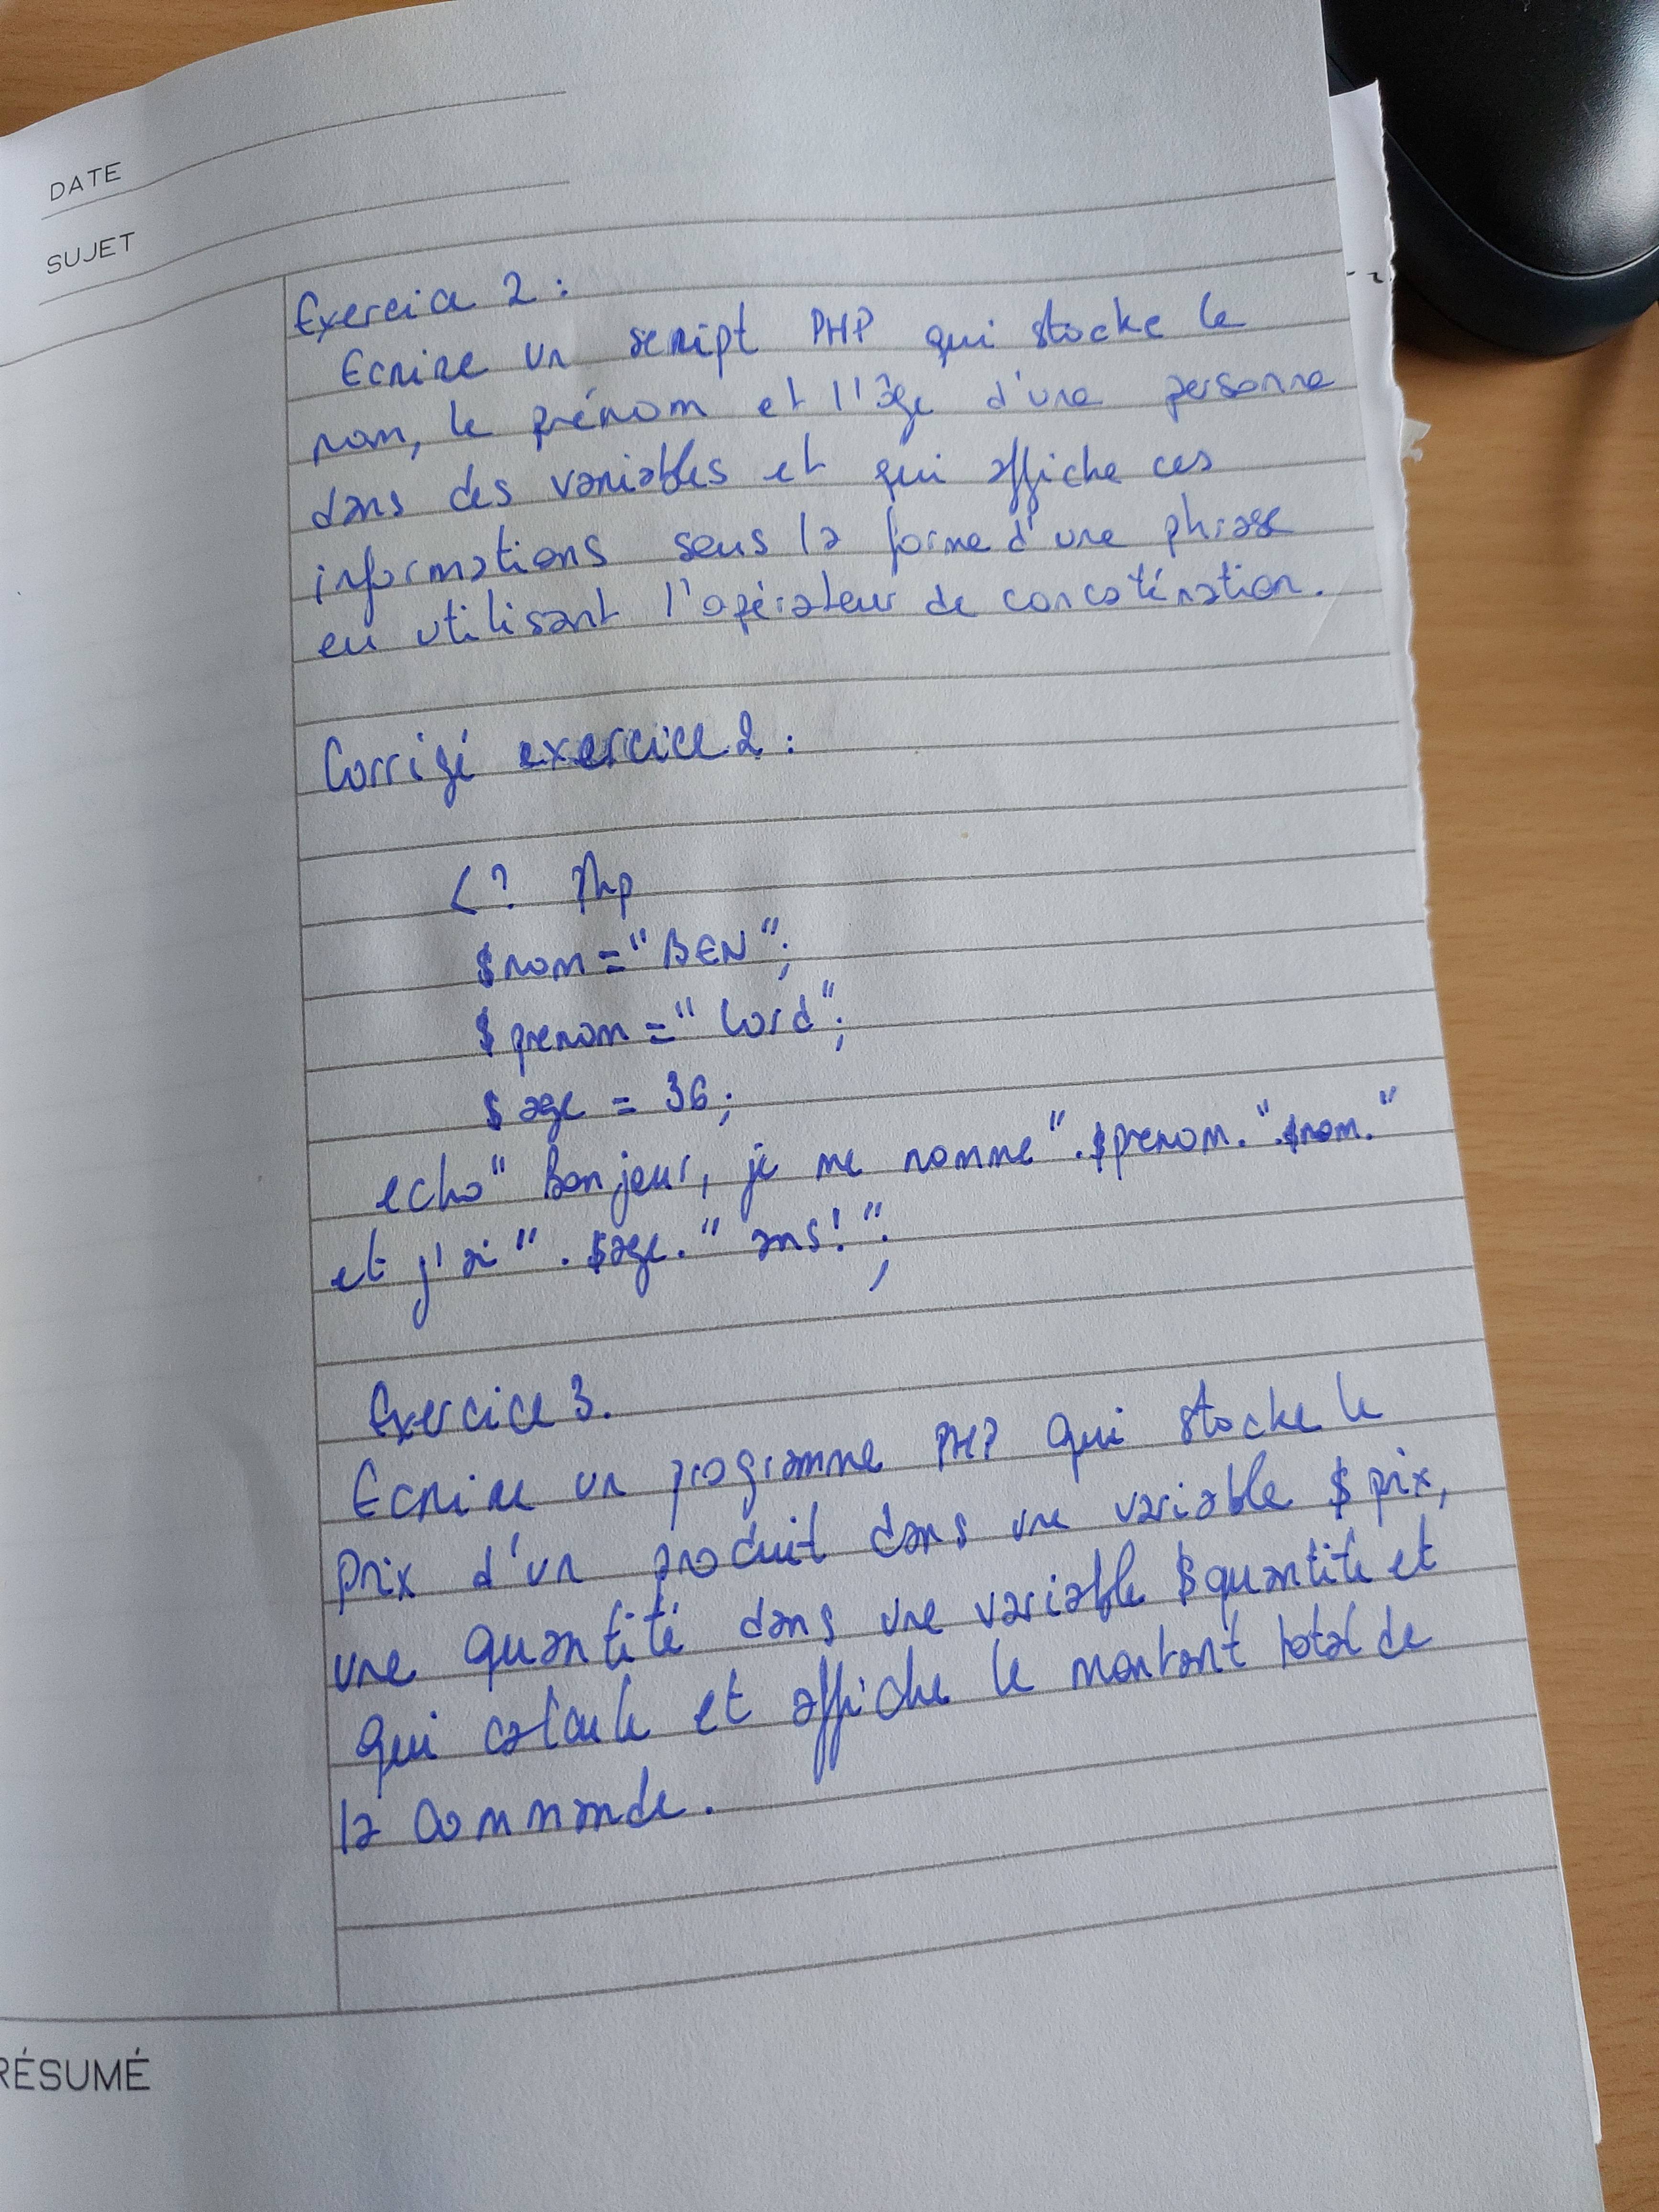 DATE
SUJET
Exercice 2 :
Ecrire un script PHP qui stocke le
nom, le prénom et l'âge d'une personne
dans des variables et qui affiche ces
informations sous la forme d'une phrase
en utilisant l'opérateur de concaténation.
Corrigé exercice 2 :
<? Php
$nom = "BEN";
$prenom = "Lord";
$age = 36;
echo "Bonjour, je me nomme".$prenom.".$nom."
et j'ai ".$age." ans!";
Exercice 3.
Ecrire un programme PHP qui stocke le
prix d'un produit dans une variable $prix,
une quantité dans une variable $quantite et
qui calcule et affiche le montant total de
la commande.
RÉSUMÉ